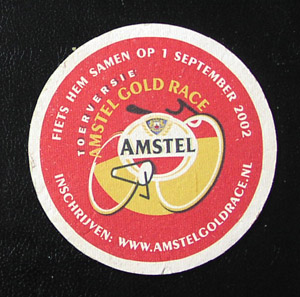 FIETS HEM SAMEN OP 1 SEPTEMBER 2002
TOERVERSIE
AMSTEL GOLD RACE
AMSTEL
INSCHRIJVEN: WWW.AMSTELGOLDRACE.NL